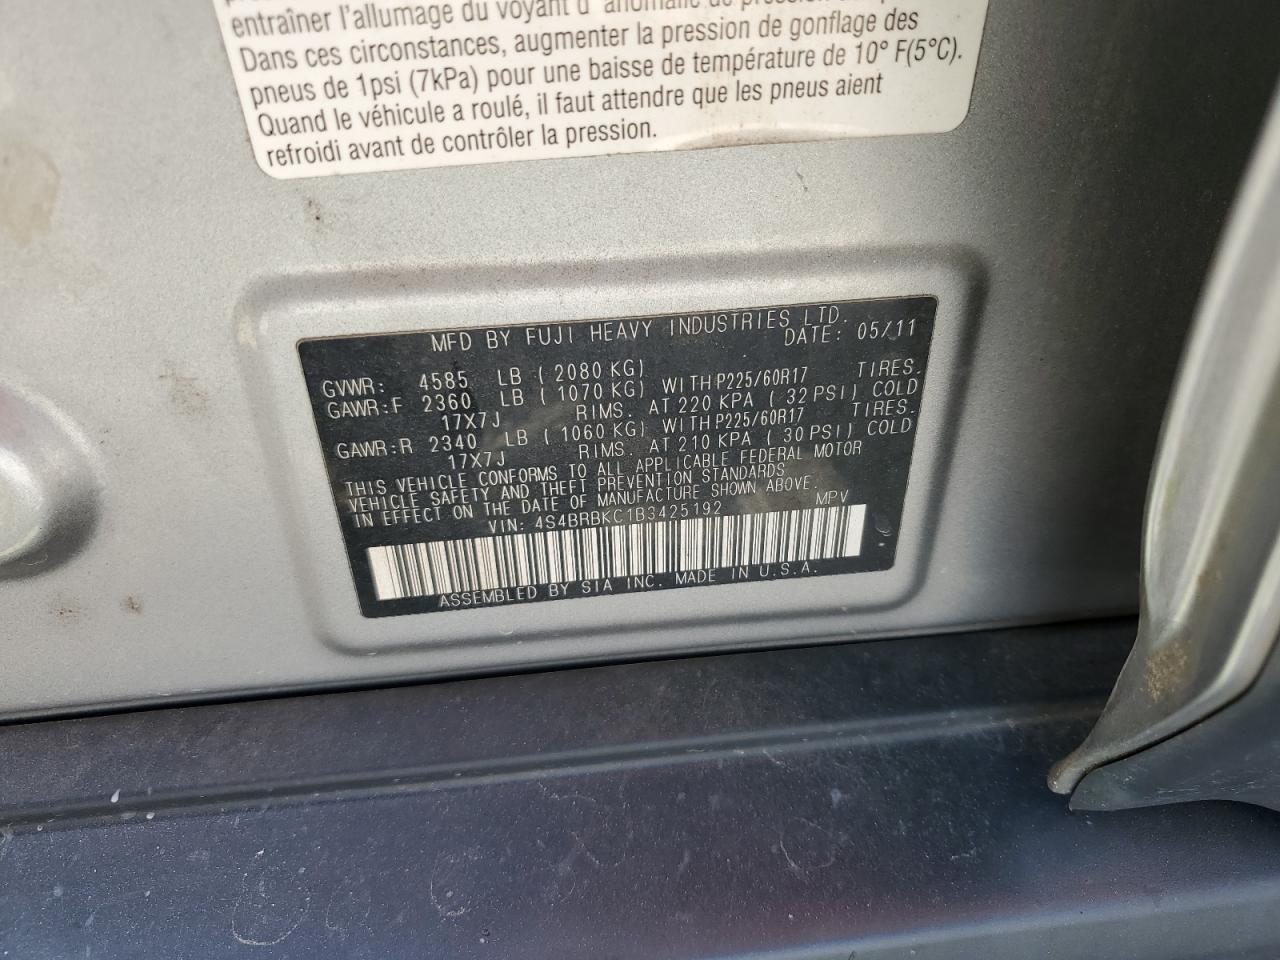 entraîner l'allumage du voyant d'anomalie de pression
Dans ces circonstances, augmenter la pression de gonflage des
pneus de 1psi (7kPa) pour une baisse de température de 10° F(5°C).
Quand le véhicule a roulé, il faut attendre que les pneus aient
refroidi avant de contrôler la pression.
MFD BY FUJI HEAVY INDUSTRIES LTD.
DATE: 05/11
GVWR: 4585 LB ( 2080 KG)
GAWR:F 2360 LB ( 1070 KG) WITH P225/60R17 TIRES.
17X7J RIMS. AT 220 KPA ( 32 PSI) COLD
GAWR:R 2340 LB ( 1060 KG) WITH P225/60R17 TIRES.
17X7J RIMS. AT 210 KPA ( 30 PSI) COLD
THIS VEHICLE CONFORMS TO ALL APPLICABLE FEDERAL MOTOR
VEHICLE SAFETY AND THEFT PREVENTION STANDARDS
IN EFFECT ON THE DATE OF MANUFACTURE SHOWN ABOVE.
VIN: 4S4BRBKC1B3425192 MPV
ASSEMBLED BY SIA INC. MADE IN U.S.A.